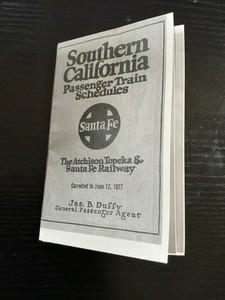 Southern
California
Passenger Train
Schedules
Santa Fe
The Atchison Topeka &
Santa Fe Railway
Corrected to June 12, 1927
Jas. B. Duffy
General Passenger Agent